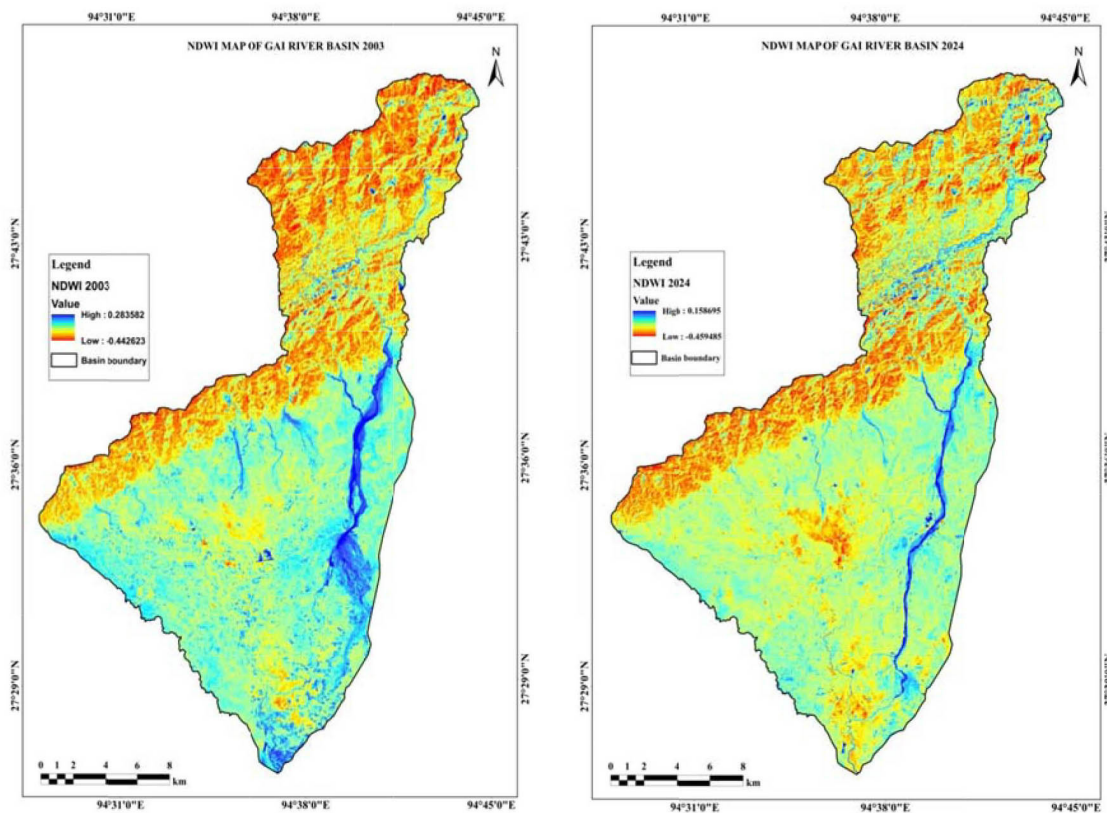 94°31'0"E 94°38'0"E 94°45'0"E
NDWI MAP OF GAI RIVER BASIN 2003
N
27°43'0"N
27°36'0"N
27°29'0"N
Legend
NDWI 2003
Value
High : 0.283582
Low : -0.442623
Basin boundary
27°43'0"N
27°36'0"N
27°29'0"N
0 1 2 4 6 8
km
94°31'0"E 94°38'0"E 94°45'0"E
94°31'0"E 94°38'0"E 94°45'0"E
NDWI MAP OF GAI RIVER BASIN 2024
N
27°43'0"N
27°36'0"N
27°29'0"N
Legend
NDWI 2024
Value
High : 0.158695
Low : -0.459485
Basin boundary
0 1 2 4 6 8
km
94°31'0"E 94°38'0"E 94°45'0"E